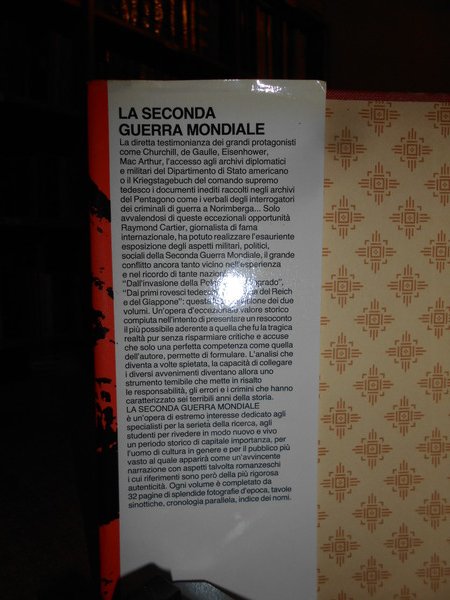 LA SECONDA
GUERRA MONDIALE
La diretta testimonianza dei grandi protagonisti
come Churchill, de Gaulle, Eisenhower,
Mac Arthur, l'accesso agli archivi diplomatici
e militari del Dipartimento di Stato americano
o il Kriegstagebuch del comando supremo
tedesco i documenti inediti raccolti negli archivi
del Pentagono come i verbali degli interrogatori
dei criminali di guerra a Norimberga... Solo
avvalendosi di queste eccezionali opportunità
Raymond Cartier, giornalista di fama
internazionale, ha potuto realizzare l'esauriente
esposizione degli aspetti militari, politici,
sociali della Seconda Guerra Mondiale, il grande
conflitto ancora tanto vicino nell'esperienza
e nel ricordo di tante
"Dall'invasione della
"Dai primi rovesci del Reich
e del Giappone": dei due
volumi. Un'opera d'eccezionale valore storico
compiuta nell'intento di presentare un resoconto
il più possibile aderente a quella che fu la tragica
realtà pur senza risparmiare critiche e accuse
che solo una perfetta competenza come quella
dell'autore, permette di formulare. L'analisi che
diventa a volte spietata, la capacità di collegare
i diversi avvenimenti diventano allora uno
strumento temibile che mette in risalto
le responsabilità, gli errori e i crimini che hanno
caratterizzato sei terribili anni della storia.
LA SECONDA GUERRA MONDIALE
è un'opera di estremo interesse dedicato agli
specialisti per la serietà della ricerca, agli
studenti per rivedere in modo nuovo e vivo
un periodo storico di capitale importanza, per
l'uomo di cultura in genere e per il pubblico più
vasto al quale apparirà come un'avvincente
narrazione con aspetti talvolta romanzeschi
i cui riferimenti sono però della più rigorosa
autenticità. Ogni volume è completato da
32 pagine di splendide fotografie d'epoca, tavole
sinottiche, cronologia parallela, indice dei nomi.